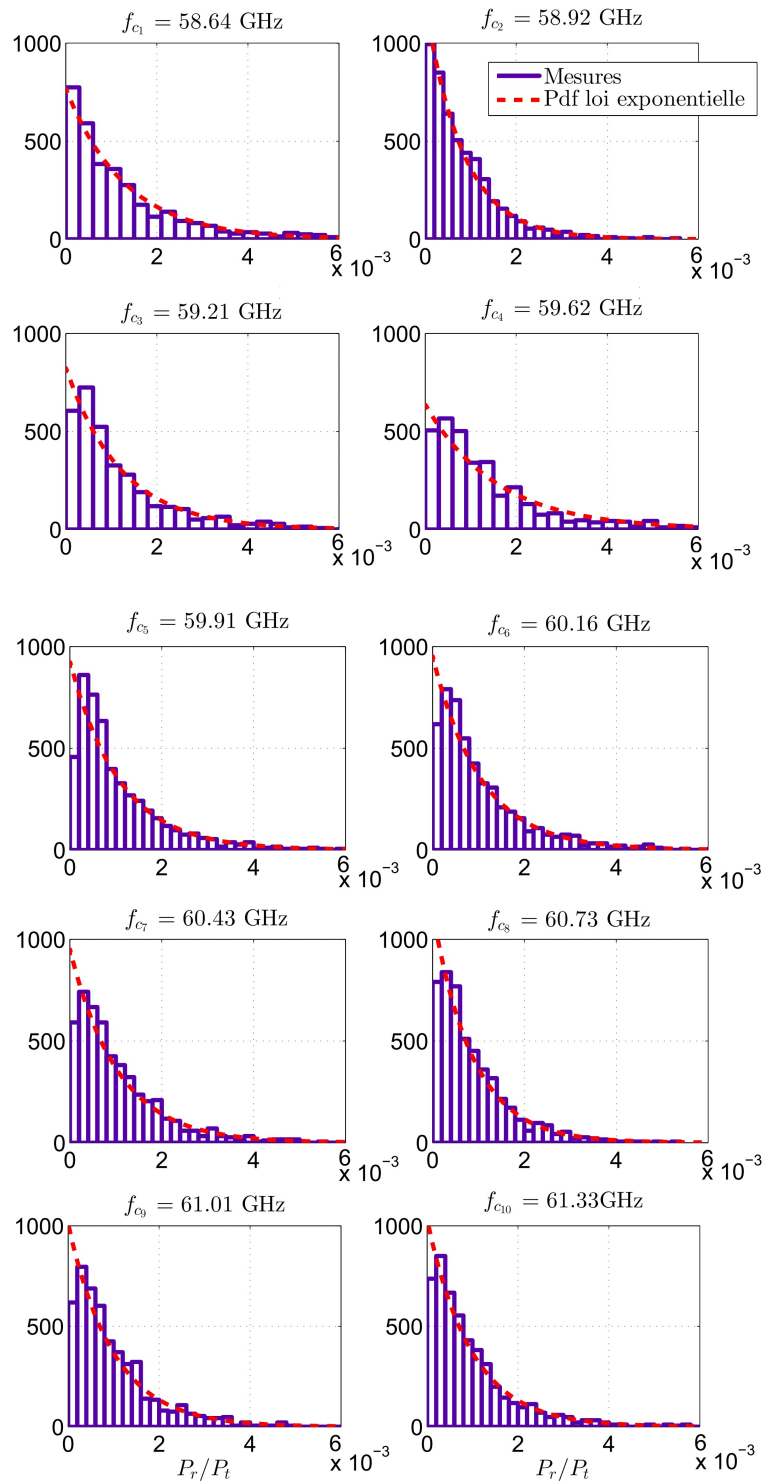 f_{c_1} = 58.64 GHz
f_{c_2} = 58.92 GHz
1000
500
0
0 2 4 6
x 10⁻³
1000
500
0
0 2 4 6
x 10⁻³
Mesures
Pdf loi exponentielle
f_{c_3} = 59.21 GHz
f_{c_4} = 59.62 GHz
1000
500
0
0 2 4 6
x 10⁻³
1000
500
0
0 2 4 6
x 10⁻³
f_{c_5} = 59.91 GHz
f_{c_6} = 60.16 GHz
1000
500
0
0 2 4 6
x 10⁻³
1000
500
0
0 2 4 6
x 10⁻³
f_{c_7} = 60.43 GHz
f_{c_8} = 60.73 GHz
1000
500
0
0 2 4 6
x 10⁻³
1000
500
0
0 2 4 6
x 10⁻³
f_{c_9} = 61.01 GHz
f_{c_{10}} = 61.33GHz
1000
500
0
0 2 4 6
x 10⁻³
P_r/P_t
1000
500
0
0 2 4 6
x 10⁻³
P_r/P_t